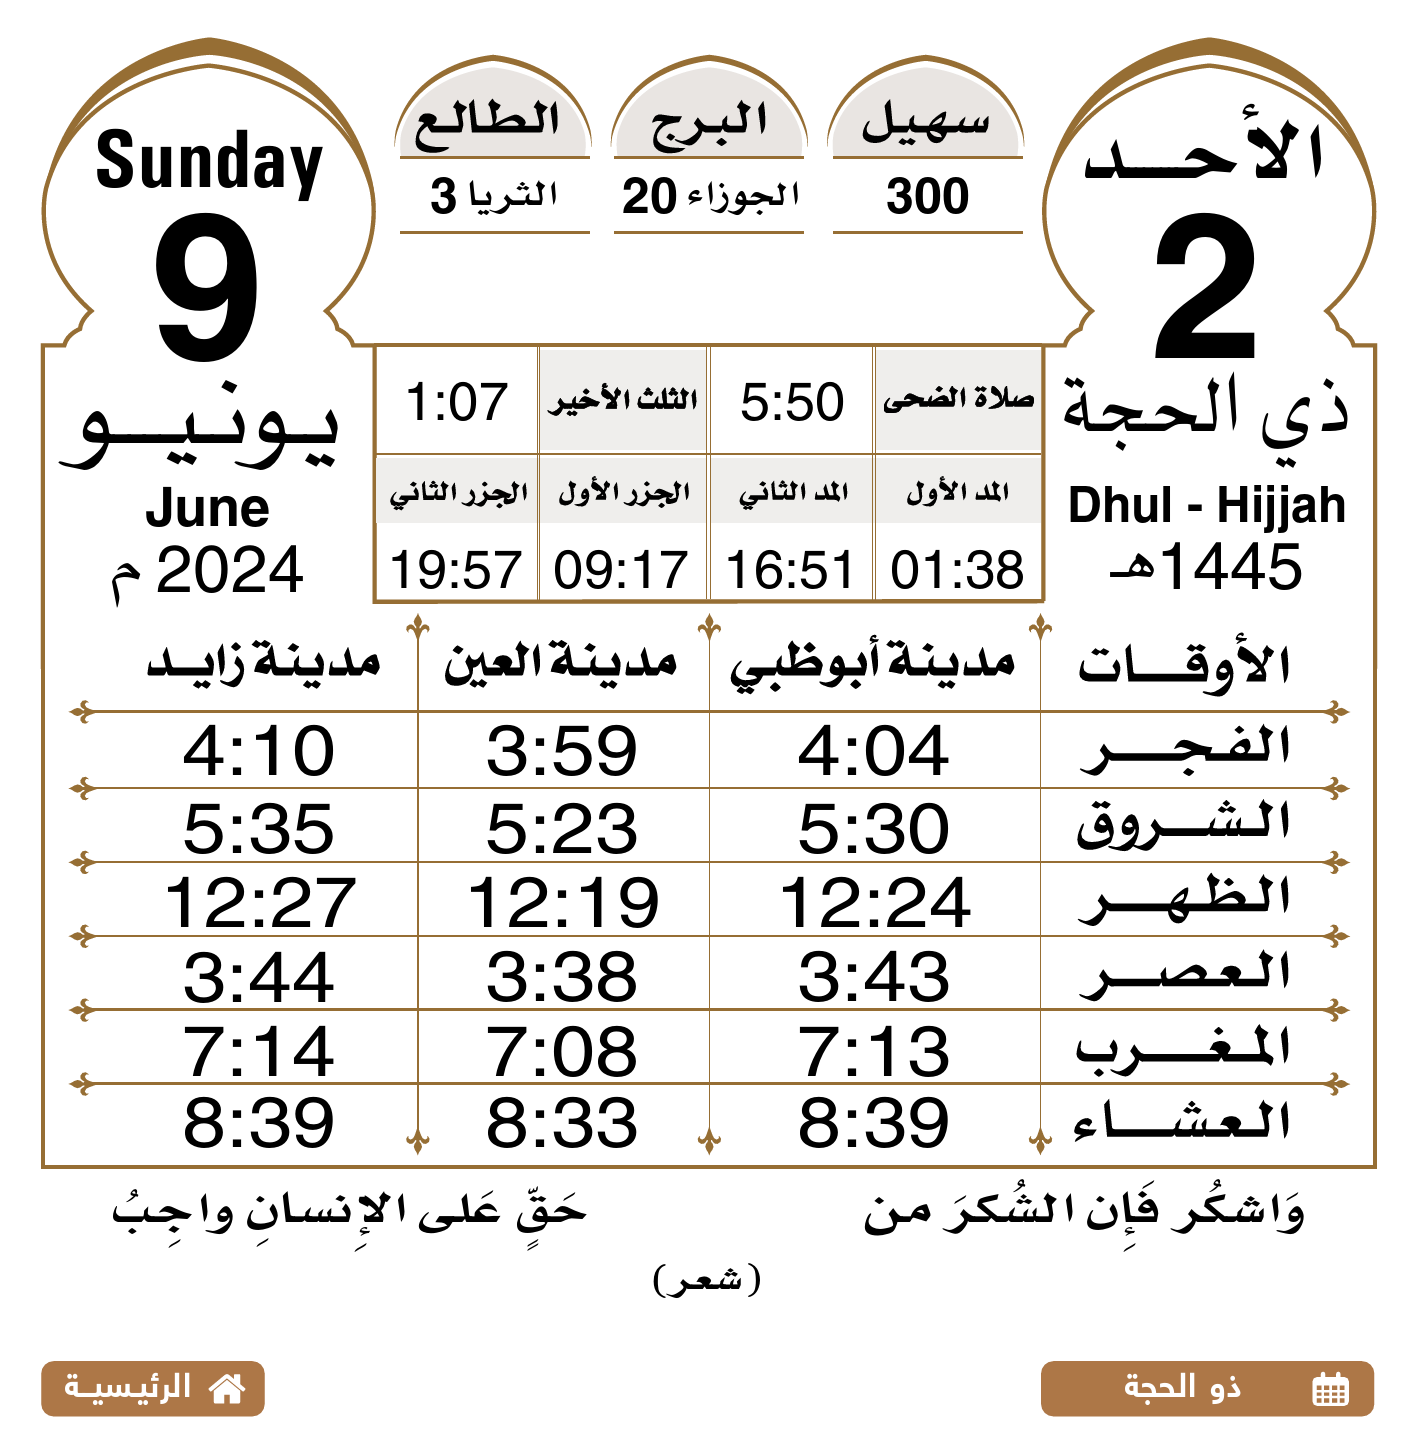 الأحد
2
ذي الحجة
Dhul - Hijjah
1445هـ
سهيل
300
البرج
الجوزاء 20
الطالع
الثريا 3
Sunday
9
يونيو
June
2024 م
صلاة الضحى 5:50 الثلث الأخير 1:07
المد الأول المد الثاني الجزر الأول الجزر الثاني
01:38 16:51 09:17 19:57
الأوقات مدينة أبوظبي مدينة العين مدينة زايد
الفجر 4:04 3:59 4:10
الشروق 5:30 5:23 5:35
الظهر 12:24 12:19 12:27
العصر 3:43 3:38 3:44
المغرب 7:13 7:08 7:14
العشاء 8:39 8:33 8:39
وَاشكُر فَإِن الشُكرَ من حَقٍّ عَلى الإِنسانِ واجِبُ
(شعر)
ذو الحجة
الرئيسية